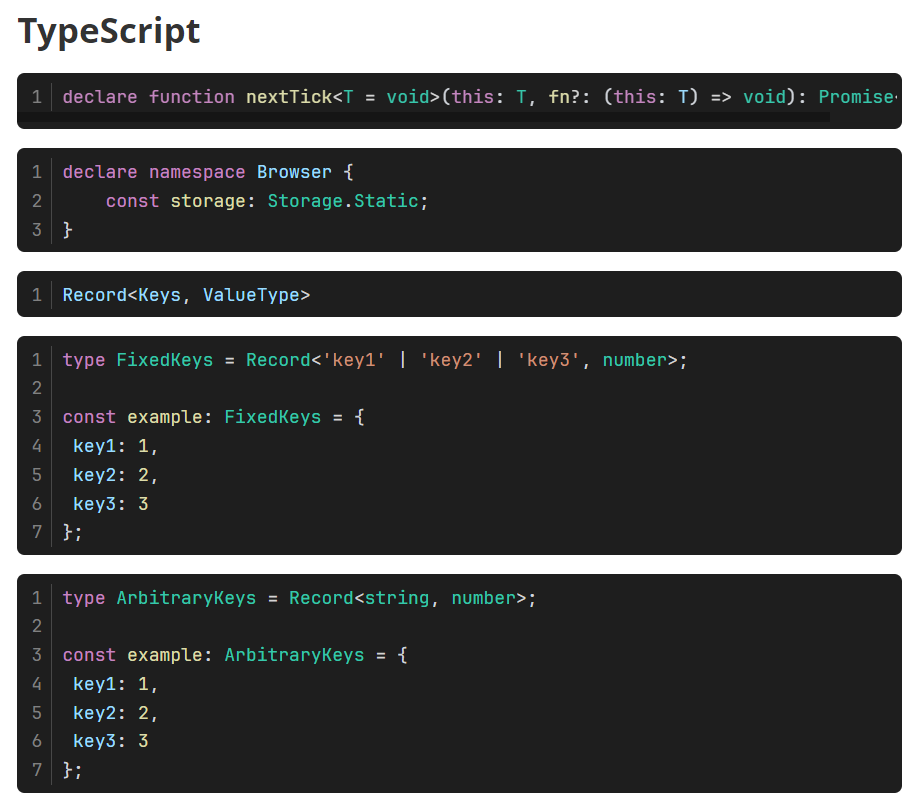 TypeScript
1 declare function nextTick<T = void>(this: T, fn?: (this: T) => void): Promise
1 declare namespace Browser {
2     const storage: Storage.Static;
3 }
1 Record<Keys, ValueType>
1 type FixedKeys = Record<'key1' | 'key2' | 'key3', number>;
2
3 const example: FixedKeys = {
4  key1: 1,
5  key2: 2,
6  key3: 3
7 };
1 type ArbitraryKeys = Record<string, number>;
2
3 const example: ArbitraryKeys = {
4  key1: 1,
5  key2: 2,
6  key3: 3
7 };